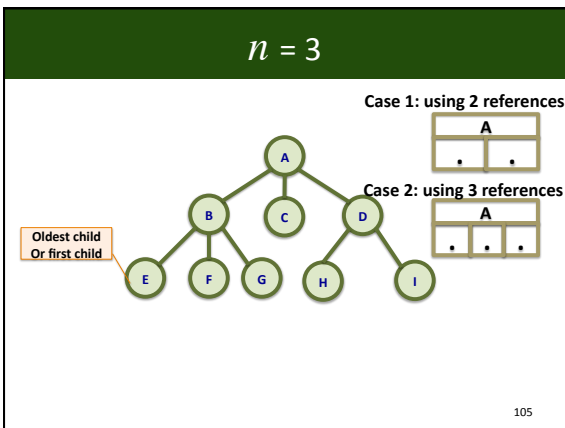 n = 3
Case 1: using 2 references
A
. .
A
Case 2: using 3 references
B C D
A
. . .
Oldest child
Or first child
E F G H I
105